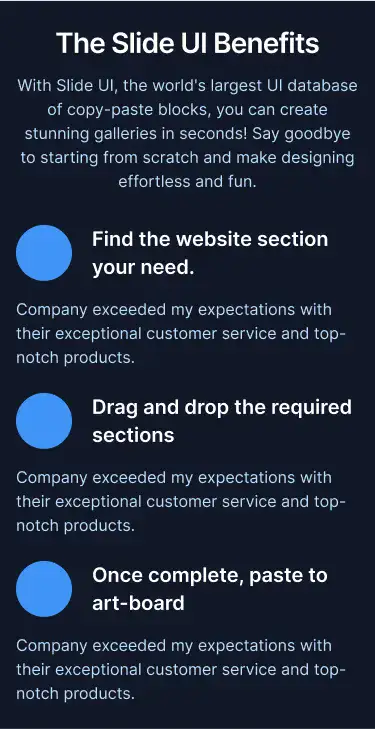 The Slide UI Benefits
With Slide UI, the world's largest UI database
of copy-paste blocks, you can create
stunning galleries in seconds! Say goodbye
to starting from scratch and make designing
effortless and fun.
Find the website section
your need.
Company exceeded my expectations with
their exceptional customer service and top-
notch products.
Drag and drop the required
sections
Company exceeded my expectations with
their exceptional customer service and top-
notch products.
Once complete, paste to
art-board
Company exceeded my expectations with
their exceptional customer service and top-
notch products.